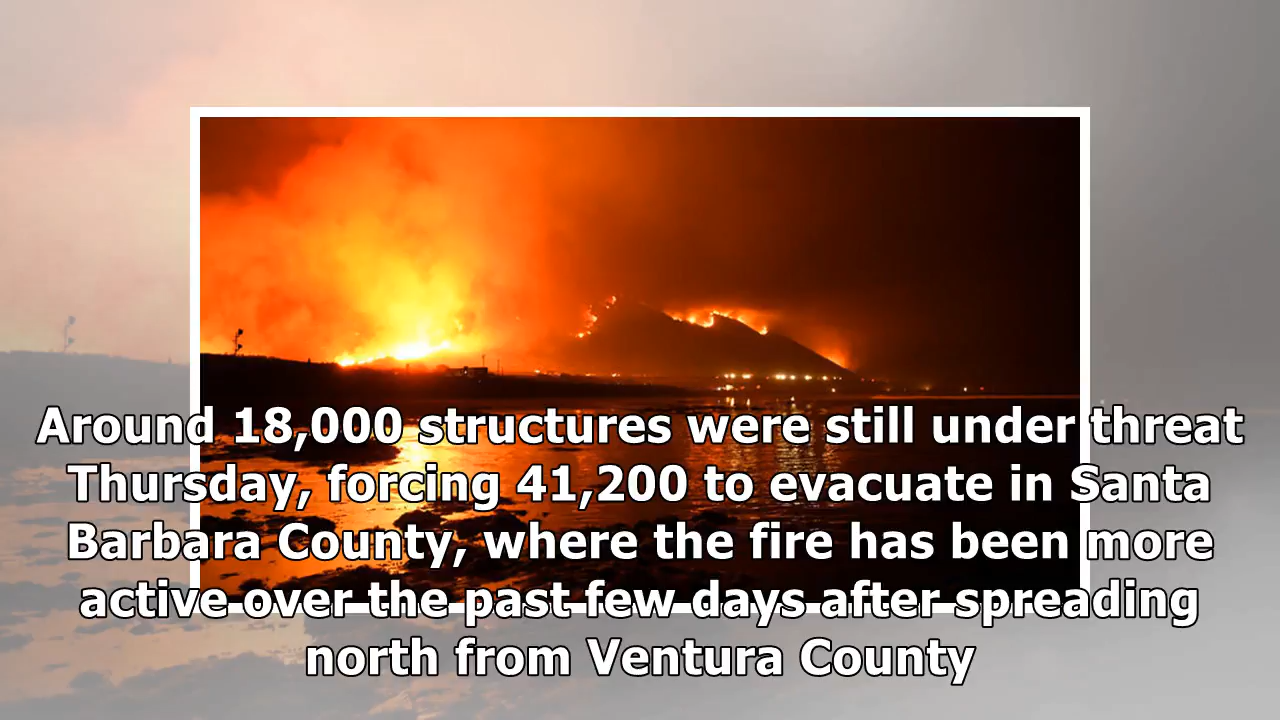 Around 18,000 structures were still under threat
Thursday, forcing 41,200 to evacuate in Santa
Barbara County, where the fire has been more
active over the past few days after spreading
north from Ventura County